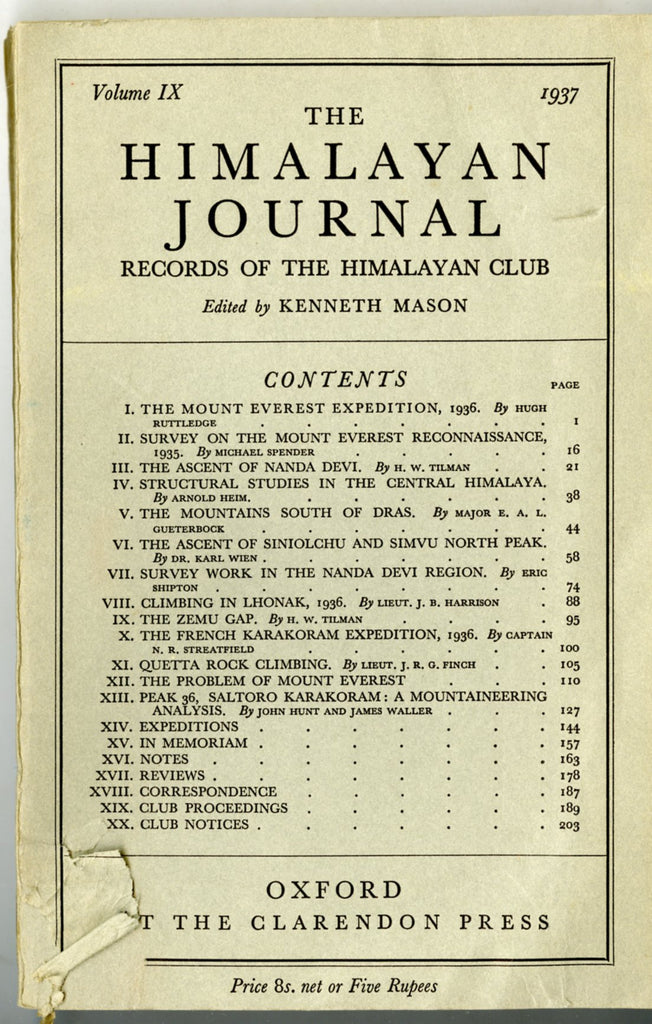 Volume IX 1937
THE
HIMALAYAN
JOURNAL
RECORDS OF THE HIMALAYAN CLUB
Edited by KENNETH MASON
CONTENTS
PAGE
I. THE MOUNT EVEREST EXPEDITION, 1936. By HUGH
RUTTLEDGE . . . . . . . 1
II. SURVEY ON THE MOUNT EVEREST RECONNAISSANCE,
1935. By MICHAEL SPENDER . . . . . 16
III. THE ASCENT OF NANDA DEVI. By H. W. TILMAN . . 21
IV. STRUCTURAL STUDIES IN THE CENTRAL HIMALAYA.
By ARNOLD HEIM. . . . . . . 38
V. THE MOUNTAINS SOUTH OF DRAS. By MAJOR E. A. L.
GUETERBOCK . . . . . . . 44
VI. THE ASCENT OF SINIOLCHU AND SIMVU NORTH PEAK.
By DR. KARL WIEN . . . . . . . 58
VII. SURVEY WORK IN THE NANDA DEVI REGION. By ERIC
SHIPTON . . . . . . . . 74
VIII. CLIMBING IN LHONAK, 1936. By LIEUT. J. B. HARRISON . 88
IX. THE ZEMU GAP. By H. W. TILMAN . . . . 95
X. THE FRENCH KARAKORAM EXPEDITION, 1936. By CAPTAIN
N. R. STREATFIELD . . . . . . 100
XI. QUETTA ROCK CLIMBING. By LIEUT. J. R. G. FINCH . . 105
XII. THE PROBLEM OF MOUNT EVEREST . . . 110
XIII. PEAK 36, SALTORO KARAKORAM: A MOUNTAINEERING
ANALYSIS. By JOHN HUNT AND JAMES WALLER . . . 127
XIV. EXPEDITIONS . . . . . . . 144
XV. IN MEMORIAM . . . . . . . 157
XVI. NOTES . . . . . . . . 163
XVII. REVIEWS . . . . . . . . 178
XVIII. CORRESPONDENCE . . . . . . 187
XIX. CLUB PROCEEDINGS . . . . . . 189
XX. CLUB NOTICES . . . . . . . 203
OXFORD
T THE CLARENDON PRESS
Price 8s. net or Five Rupees